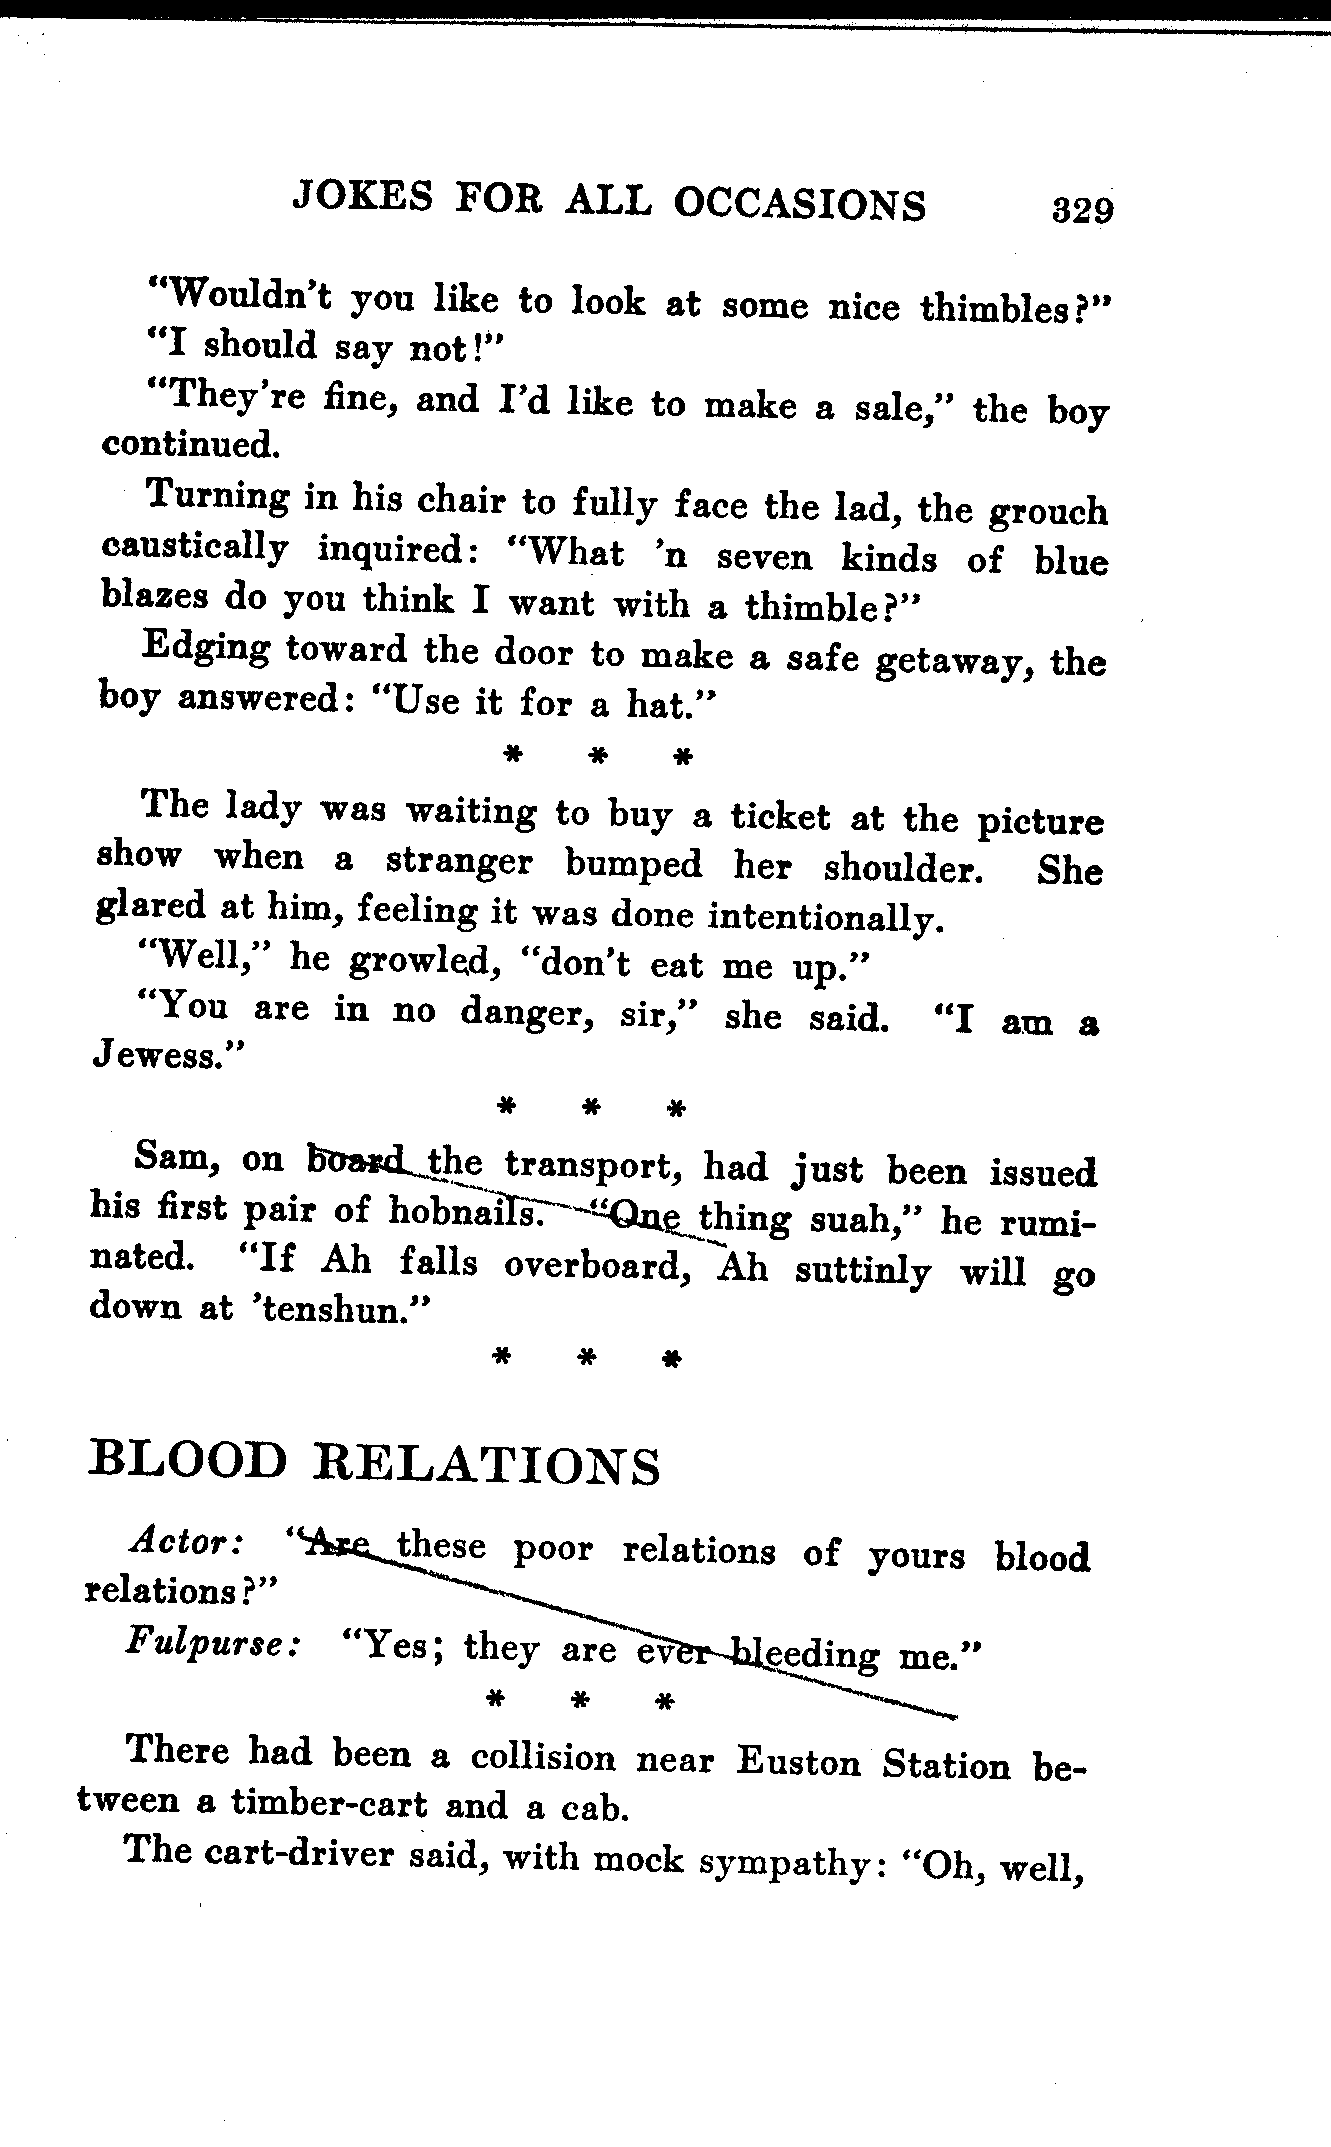 JOKES FOR ALL OCCASIONS 329
"Wouldn't you like to look at some nice thimbles?"
"I should say not!"
"They're fine, and I'd like to make a sale," the boy
continued.
Turning in his chair to fully face the lad, the grouch
caustically inquired: "What 'n seven kinds of blue
blazes do you think I want with a thimble?"
Edging toward the door to make a safe getaway, the
boy answered: "Use it for a hat."
* * *
The lady was waiting to buy a ticket at the picture
show when a stranger bumped her shoulder. She
glared at him, feeling it was done intentionally.
"Well," he growled, "don't eat me up."
"You are in no danger, sir," she said. "I am a
Jewess."
* * *
Sam, on board the transport, had just been issued
his first pair of hobnails. "One thing suah," he rumi-
nated. "If Ah falls overboard, Ah suttinly will go
down at 'tenshun."
* * *
BLOOD RELATIONS
Actor: "Are these poor relations of yours blood
relations?"
Fulpurse: "Yes; they are ever bleeding me."
* * *
There had been a collision near Euston Station be-
tween a timber-cart and a cab.
The cart-driver said, with mock sympathy: "Oh, well,